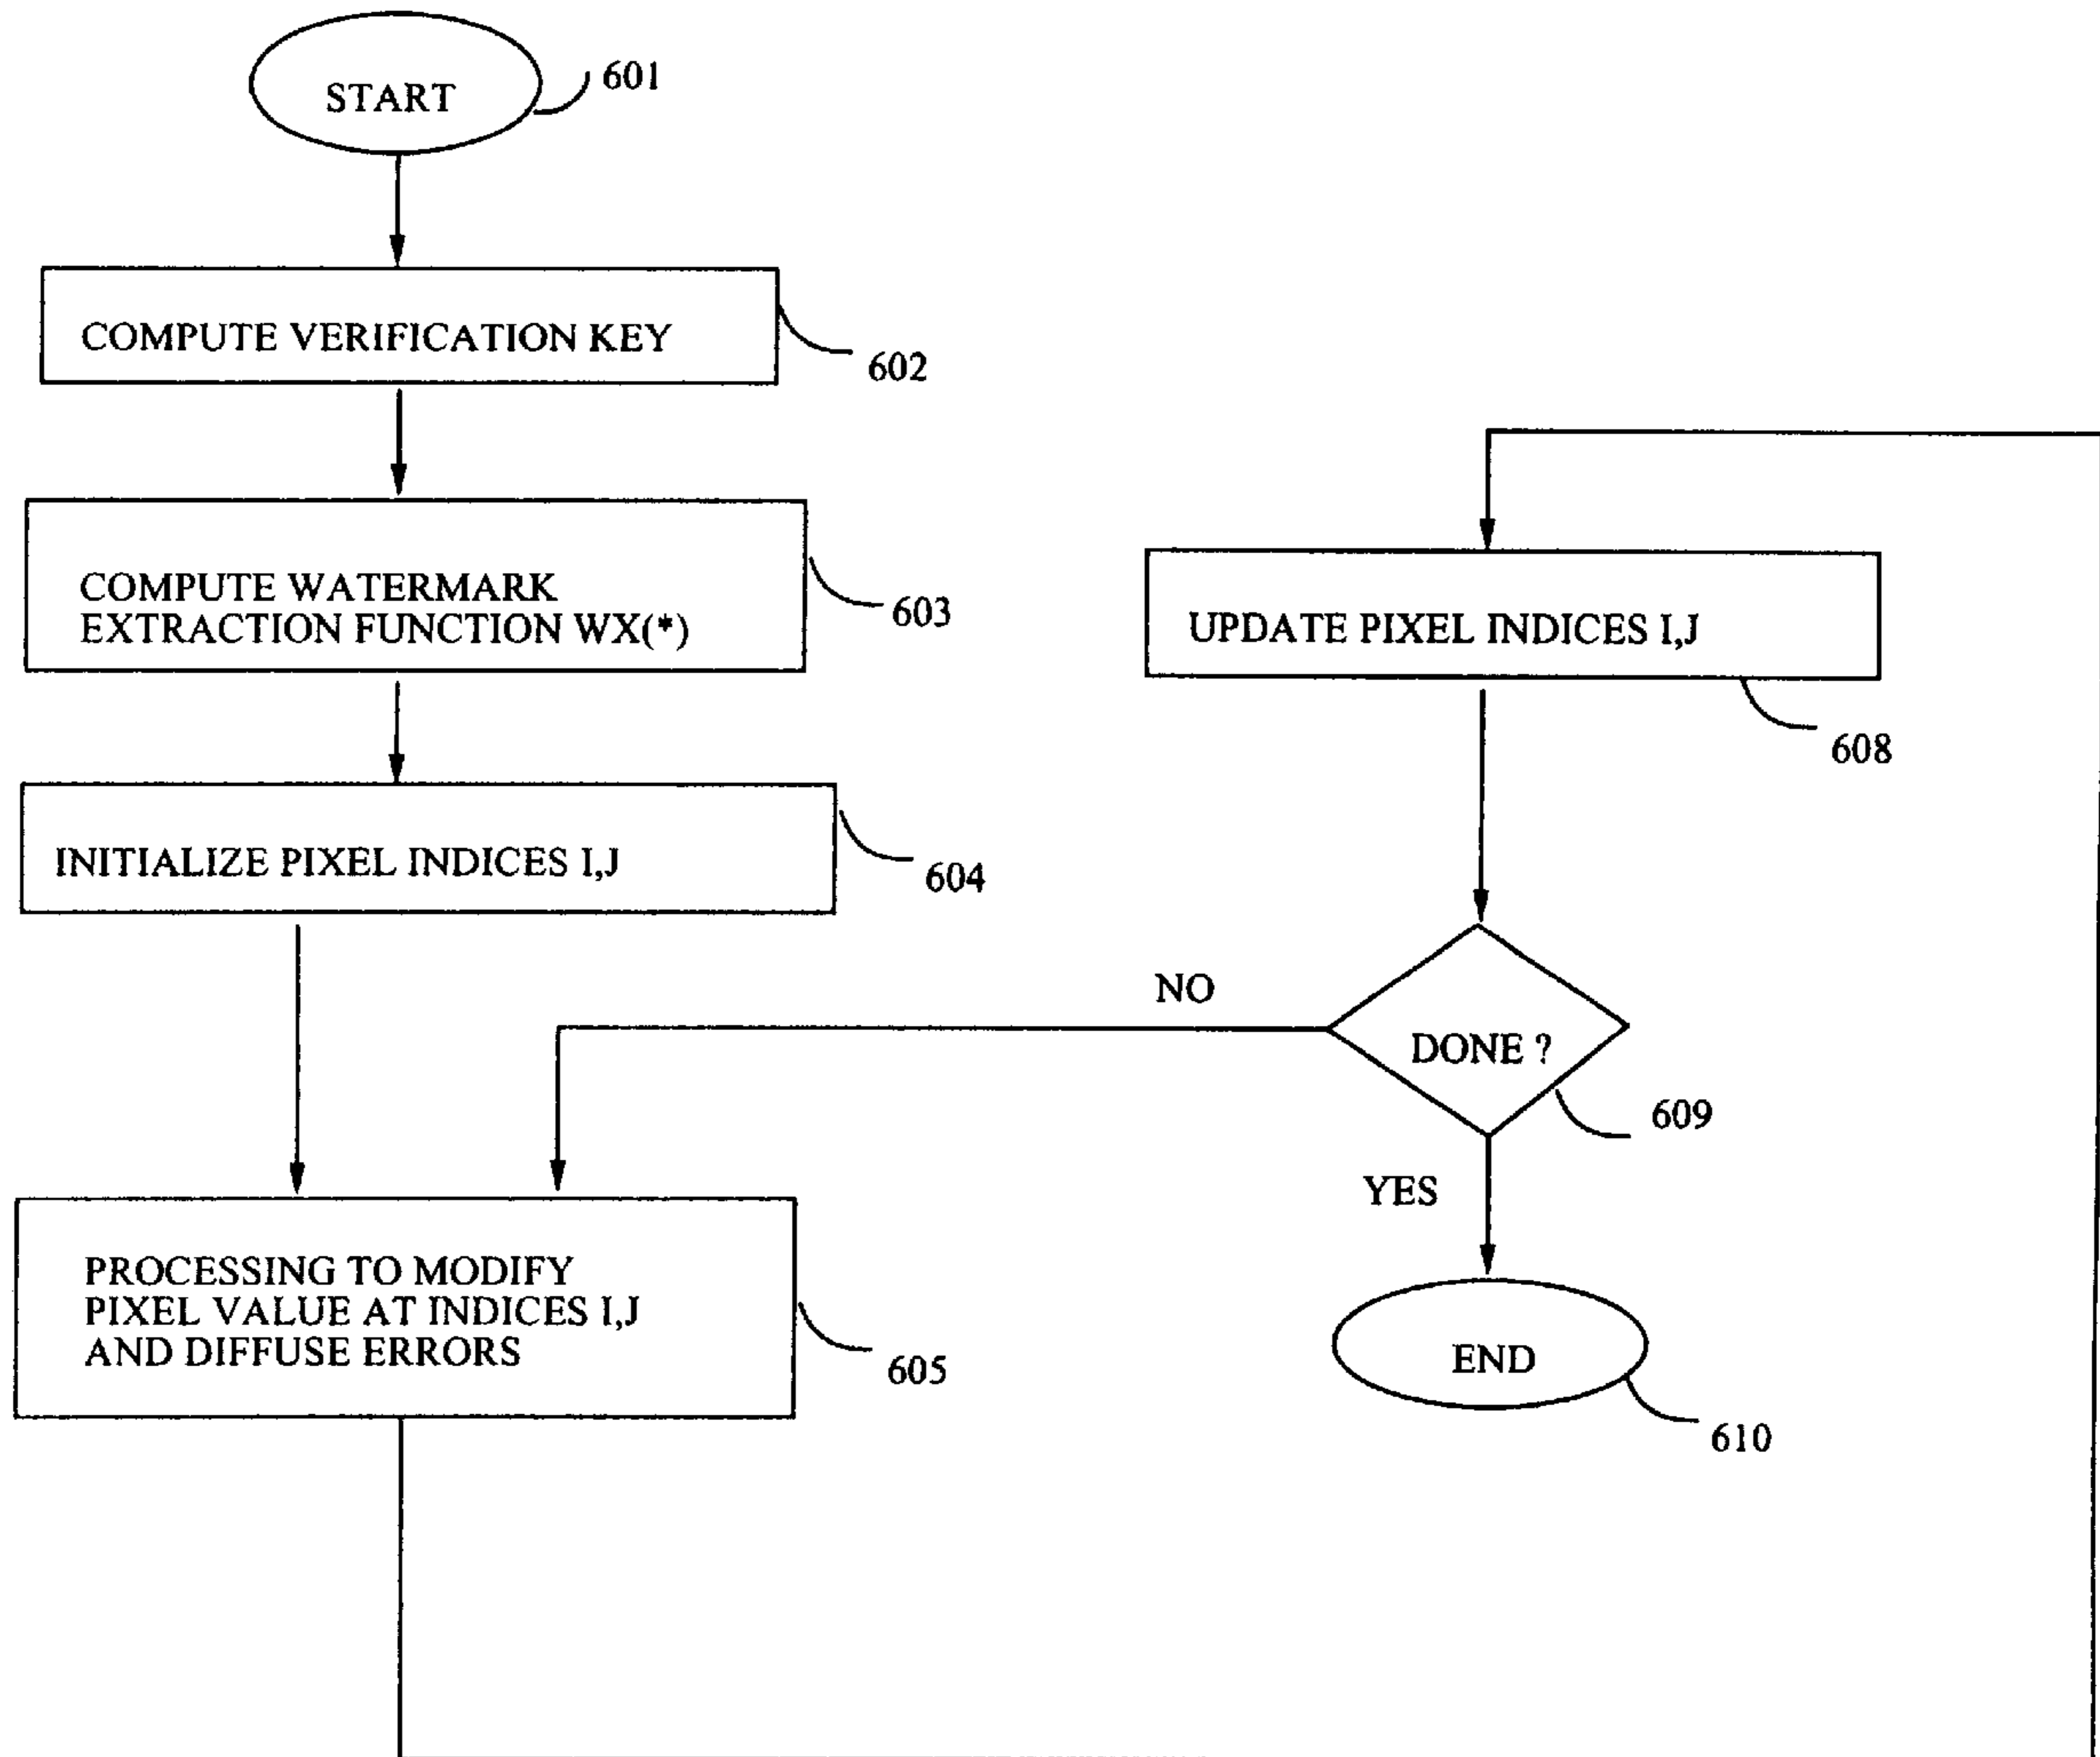 START
601
COMPUTE VERIFICATION KEY
602
COMPUTE WATERMARK
EXTRACTION FUNCTION WX(*)
603
INITIALIZE PIXEL INDICES I,J
604
PROCESSING TO MODIFY
PIXEL VALUE AT INDICES I,J
AND DIFFUSE ERRORS
605
UPDATE PIXEL INDICES I,J
608
NO
DONE ?
609
YES
END
610